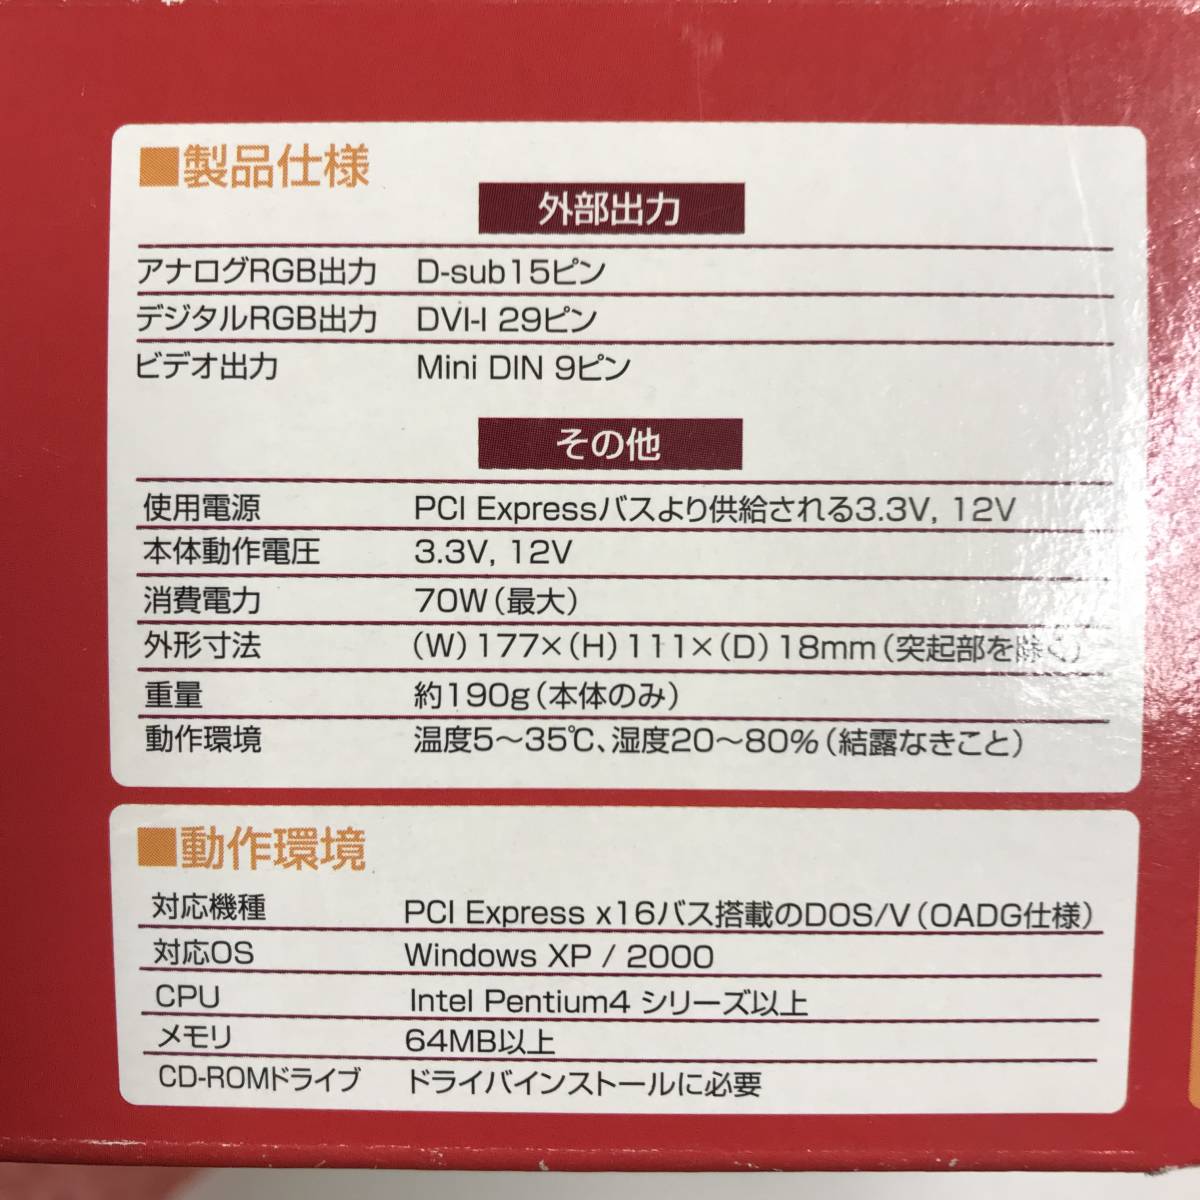 ■製品仕様
外部出力
アナログRGB出力 D-sub15ピン
デジタルRGB出力 DVI-I 29ピン
ビデオ出力 Mini DIN 9ピン
その他
使用電源 PCI Expressバスより供給される3.3V, 12V
本体動作電圧 3.3V, 12V
消費電力 70W（最大）
外形寸法 （W）177×（H）111×（D）18mm（突起部を除く）
重量 約190g（本体のみ）
動作環境 温度5～35℃、湿度20～80%（結露なきこと）
■動作環境
対応機種 PCI Express x16バス搭載のDOS/V（OADG仕様）
対応OS Windows XP / 2000
CPU Intel Pentium4 シリーズ以上
メモリ 64MB以上
CD-ROMドライブ ドライバインストールに必要